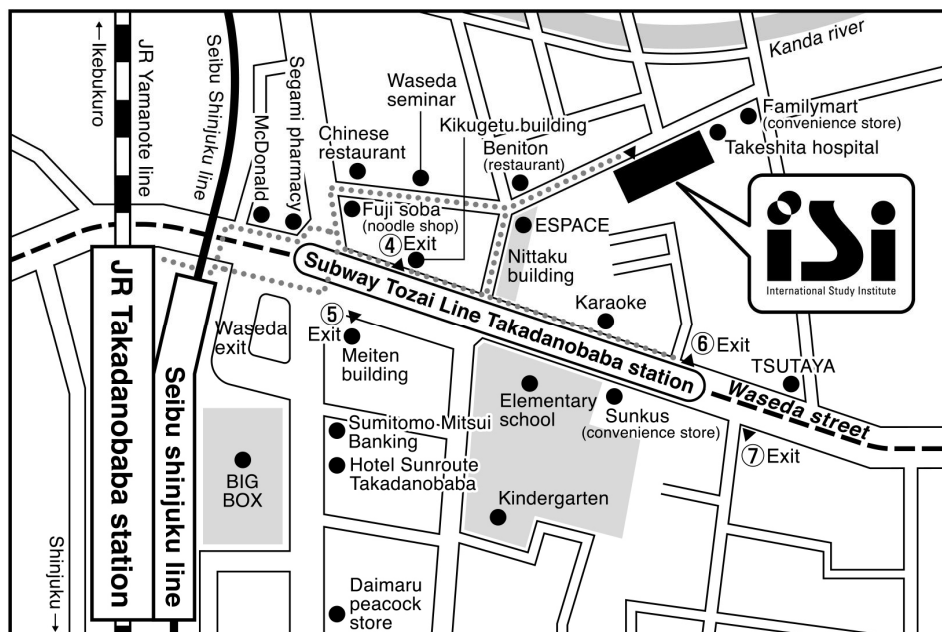 ← Ikebukuro
JR Yamanote line
Seibu Shinjuku line
McDonald
Segami pharmacy
Chinese
restaurant
Waseda
seminar
Kikugetu building
Beniton
(restaurant)
Kanda river
Familymart
(convenience store)
Takeshita hospital
iSi
International Study Institute
Fuji soba
(noodle shop)
④ Exit
ESPACE
Nittaku
building
Karaoke
⑥ Exit
TSUTAYA
Waseda street
Subway Tozai Line Takadanobaba station
JR Takadanobaba station
Seibu shinjuku line
Waseda
exit
⑤
Exit
Meiten
building
Elementary
school
Sunkus
(convenience store)
⑦ Exit
Sumitomo-Mitsui
Banking
Hotel Sunroute
Takadanobaba
BIG
BOX
Kindergarten
Daimaru
peacock
store
Shinjuku →